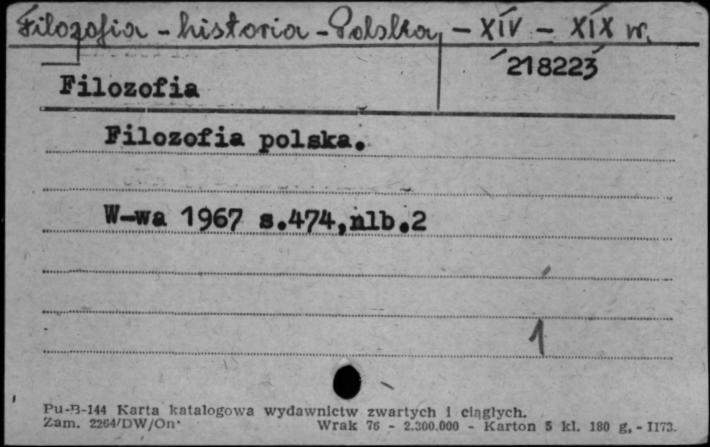 Filozofia - historia - Polska, - XIV - XIX w.
218223
Filozofia
Filozofia polska.
W-wa 1967 s.474,nlb.2
1
Pu-B-144 Karta katalogowa wydawnictw zwartych i ciągłych.
Zam. 2264/DW/On· Wrak 76 - 2.300.000 - Karton 5 kl. 180 g. - II73.